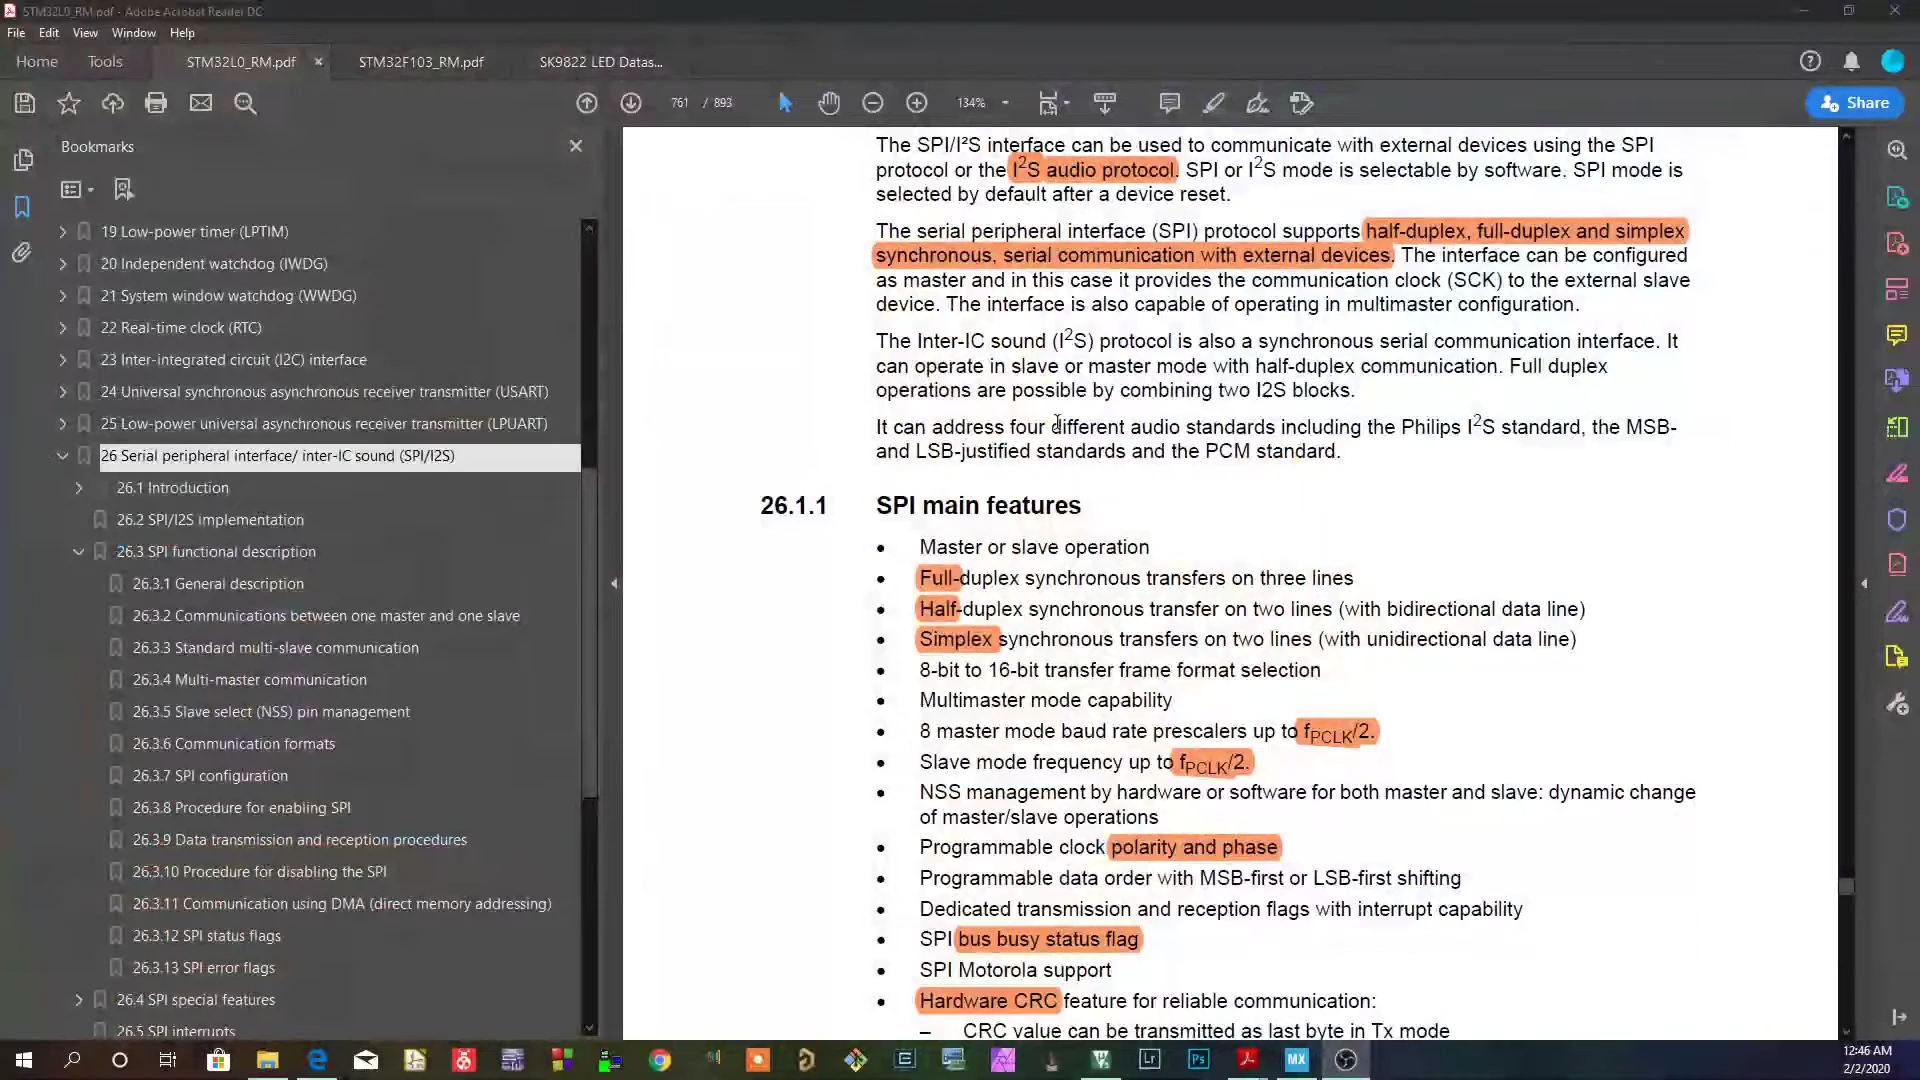 STM32L0_RM.pdf - Adobe Acrobat Reader DC
File Edit View Window Help
Home Tools STM32L0_RM.pdf × STM32F103_RM.pdf SK9822 LED Datas...
761 / 893 134% Share
Bookmarks
19 Low-power timer (LPTIM)
20 Independent watchdog (IWDG)
21 System window watchdog (WWDG)
22 Real-time clock (RTC)
23 Inter-integrated circuit (I2C) interface
24 Universal synchronous asynchronous receiver transmitter (USART)
25 Low-power universal asynchronous receiver transmitter (LPUART)
26 Serial peripheral interface/ inter-IC sound (SPI/I2S)
26.1 Introduction
26.2 SPI/I2S implementation
26.3 SPI functional description
26.3.1 General description
26.3.2 Communications between one master and one slave
26.3.3 Standard multi-slave communication
26.3.4 Multi-master communication
26.3.5 Slave select (NSS) pin management
26.3.6 Communication formats
26.3.7 SPI configuration
26.3.8 Procedure for enabling SPI
26.3.9 Data transmission and reception procedures
26.3.10 Procedure for disabling the SPI
26.3.11 Communication using DMA (direct memory addressing)
26.3.12 SPI status flags
26.3.13 SPI error flags
26.4 SPI special features
26.5 SPI interrupts
The SPI/I²S interface can be used to communicate with external devices using the SPI
protocol or the I²S audio protocol. SPI or I²S mode is selectable by software. SPI mode is
selected by default after a device reset.
The serial peripheral interface (SPI) protocol supports half-duplex, full-duplex and simplex
synchronous, serial communication with external devices. The interface can be configured
as master and in this case it provides the communication clock (SCK) to the external slave
device. The interface is also capable of operating in multimaster configuration.
The Inter-IC sound (I²S) protocol is also a synchronous serial communication interface. It
can operate in slave or master mode with half-duplex communication. Full duplex
operations are possible by combining two I2S blocks.
It can address four different audio standards including the Philips I²S standard, the MSB-
and LSB-justified standards and the PCM standard.
26.1.1 SPI main features
• Master or slave operation
• Full-duplex synchronous transfers on three lines
• Half-duplex synchronous transfer on two lines (with bidirectional data line)
• Simplex synchronous transfers on two lines (with unidirectional data line)
• 8-bit to 16-bit transfer frame format selection
• Multimaster mode capability
• 8 master mode baud rate prescalers up to fPCLK/2.
• Slave mode frequency up to fPCLK/2.
• NSS management by hardware or software for both master and slave: dynamic change
of master/slave operations
• Programmable clock polarity and phase
• Programmable data order with MSB-first or LSB-first shifting
• Dedicated transmission and reception flags with interrupt capability
• SPI bus busy status flag
• SPI Motorola support
• Hardware CRC feature for reliable communication:
– CRC value can be transmitted as last byte in Tx mode
Lr Ps MX
12:46 AM
2/2/2020